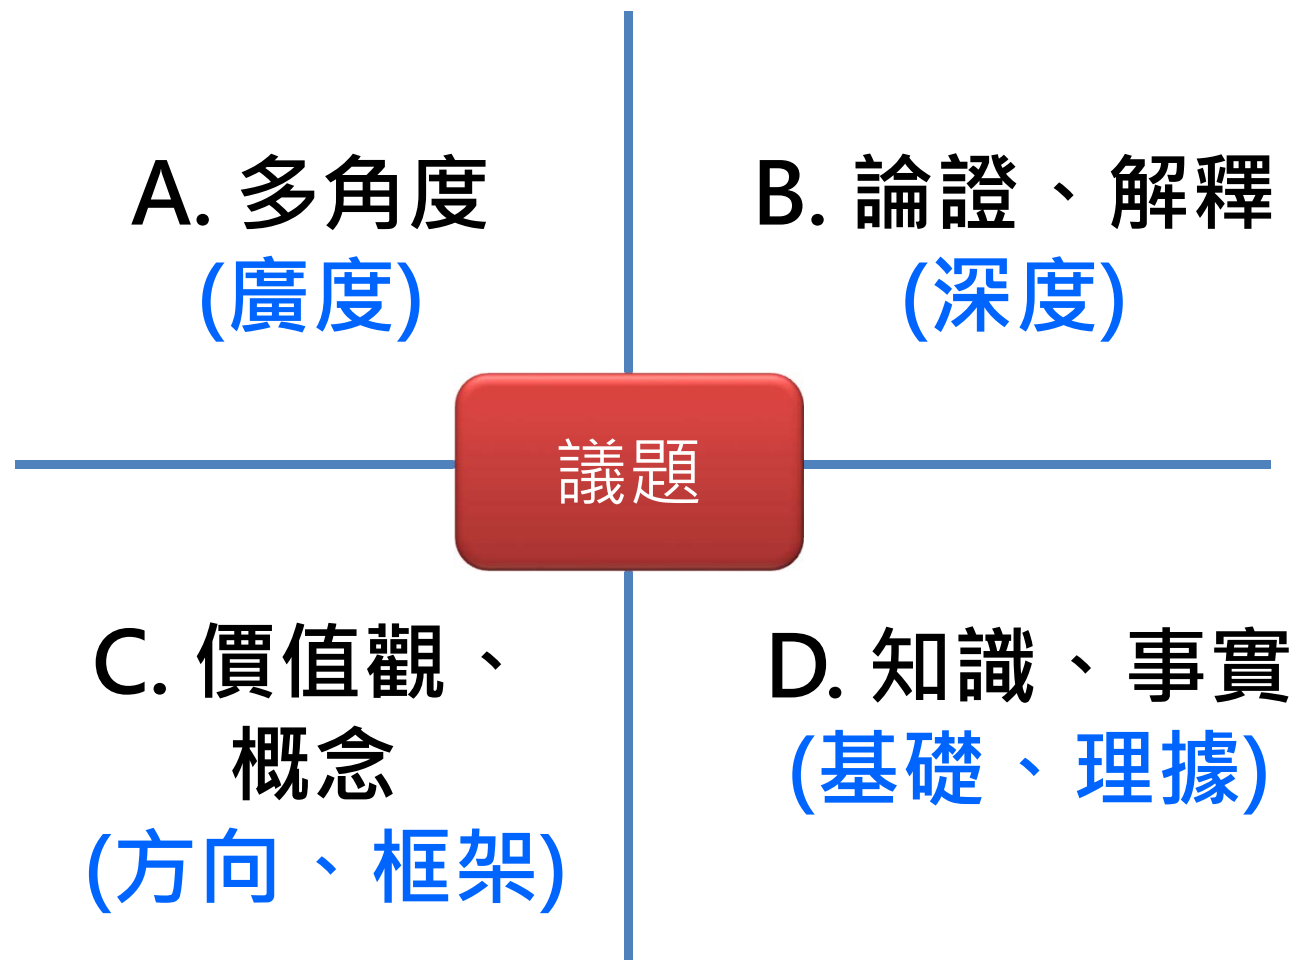 A. 多角度
(廣度)
B. 論證、解釋
(深度)
議題
C. 價值觀、
概念
(方向、框架)
D. 知識、事實
(基礎、理據)